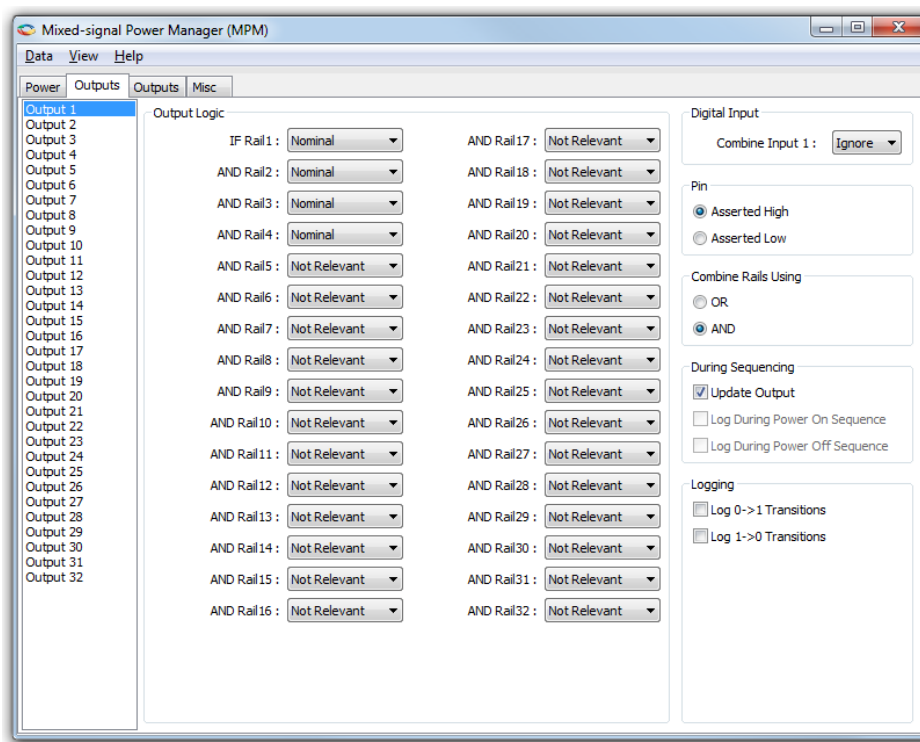 Mixed-signal Power Manager (MPM)
Data View Help
Power Outputs Outputs Misc
Output 1
Output 2
Output 3
Output 4
Output 5
Output 6
Output 7
Output 8
Output 9
Output 10
Output 11
Output 12
Output 13
Output 14
Output 15
Output 16
Output 17
Output 18
Output 19
Output 20
Output 21
Output 22
Output 23
Output 24
Output 25
Output 26
Output 27
Output 28
Output 29
Output 30
Output 31
Output 32
Output Logic
IF Rail1 : Nominal
AND Rail2 : Nominal
AND Rail3 : Nominal
AND Rail4 : Nominal
AND Rail5 : Not Relevant
AND Rail6 : Not Relevant
AND Rail7 : Not Relevant
AND Rail8 : Not Relevant
AND Rail9 : Not Relevant
AND Rail10 : Not Relevant
AND Rail11 : Not Relevant
AND Rail12 : Not Relevant
AND Rail13 : Not Relevant
AND Rail14 : Not Relevant
AND Rail15 : Not Relevant
AND Rail16 : Not Relevant
AND Rail17 : Not Relevant
AND Rail18 : Not Relevant
AND Rail19 : Not Relevant
AND Rail20 : Not Relevant
AND Rail21 : Not Relevant
AND Rail22 : Not Relevant
AND Rail23 : Not Relevant
AND Rail24 : Not Relevant
AND Rail25 : Not Relevant
AND Rail26 : Not Relevant
AND Rail27 : Not Relevant
AND Rail28 : Not Relevant
AND Rail29 : Not Relevant
AND Rail30 : Not Relevant
AND Rail31 : Not Relevant
AND Rail32 : Not Relevant
Digital Input
Combine Input 1 : Ignore
Pin
Asserted High
Asserted Low
Combine Rails Using
OR
AND
During Sequencing
Update Output
Log During Power On Sequence
Log During Power Off Sequence
Logging
Log 0->1 Transitions
Log 1->0 Transitions